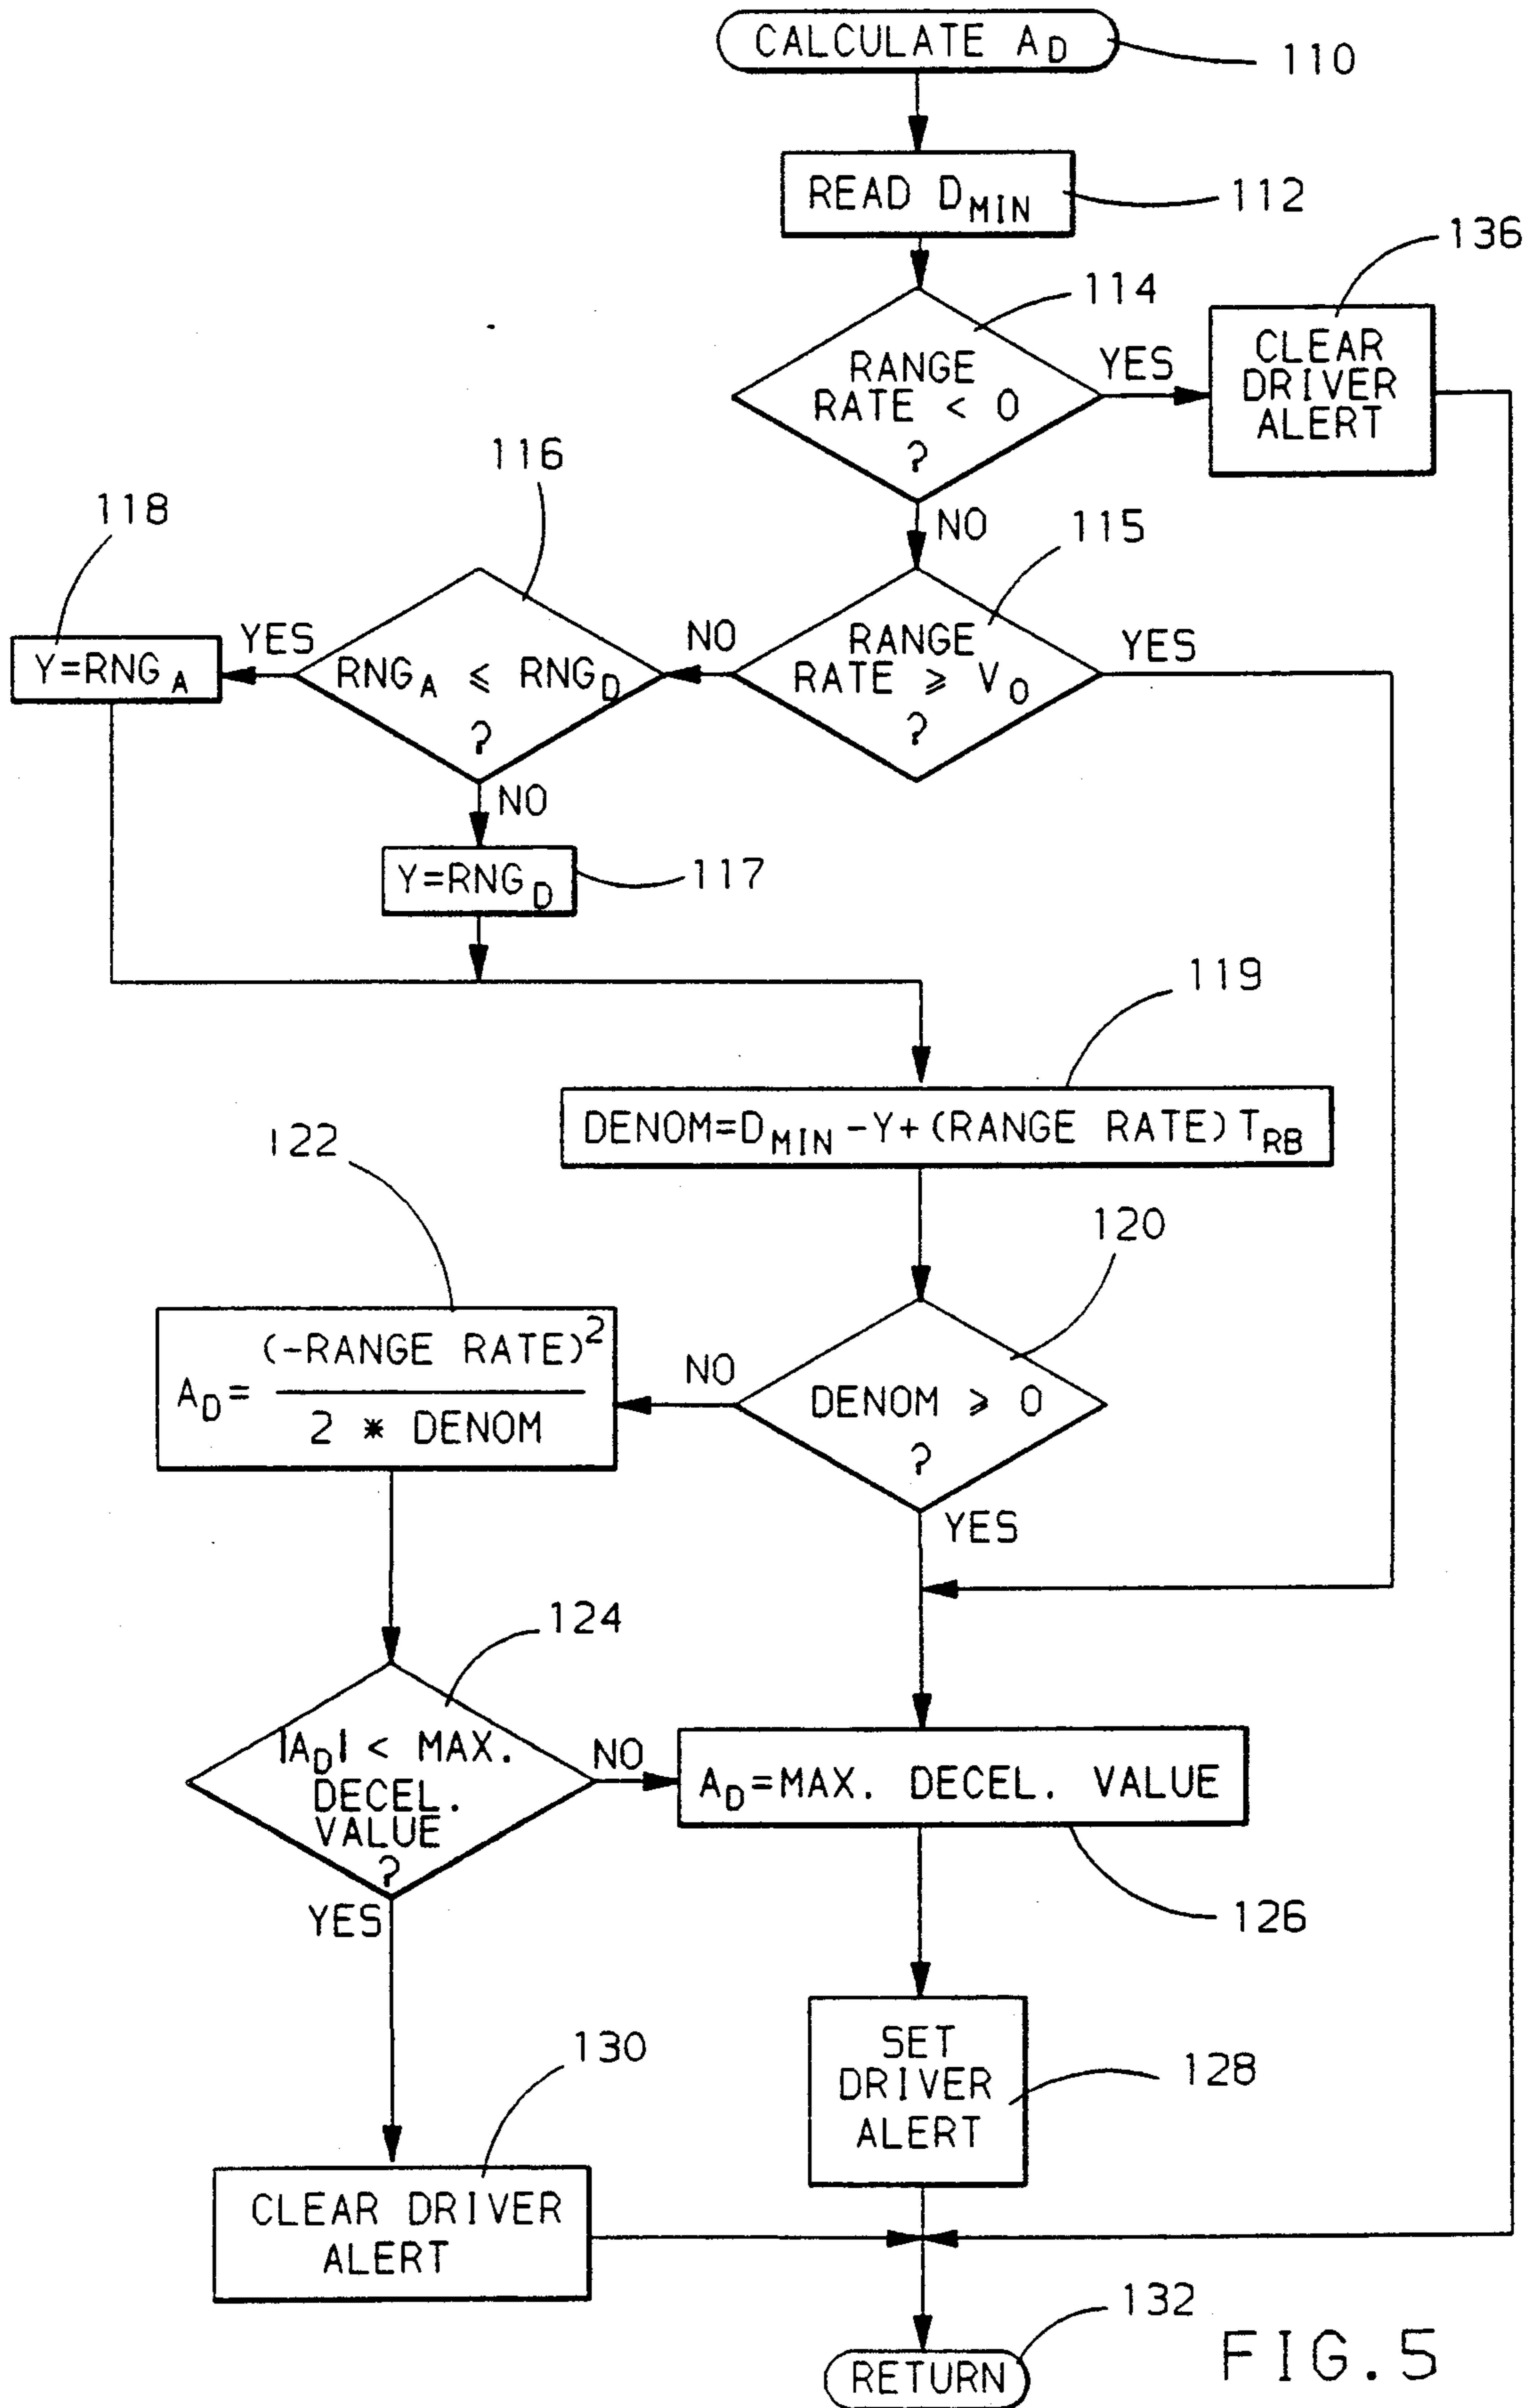 CALCULATE A_D
110
READ D_MIN
112
136
114
RANGE
RATE < 0
?
YES
CLEAR
DRIVER
ALERT
NO
116
115
118
RANGE
RATE ⩾ V_O
?
YES
NO
RNG_A ⩽ RNG_D
?
YES
Y=RNG_A
NO
Y=RNG_D
117
119
DENOM=D_MIN -Y+(RANGE RATE) T_RB
122
120
A_D= (-RANGE RATE)^2
2 * DENOM
NO
DENOM ⩾ 0
?
YES
124
|A_D| < MAX.
DECEL.
VALUE
?
NO
A_D=MAX. DECEL. VALUE
YES
126
SET
DRIVER
ALERT
128
130
CLEAR DRIVER
ALERT
132
RETURN
FIG. 5